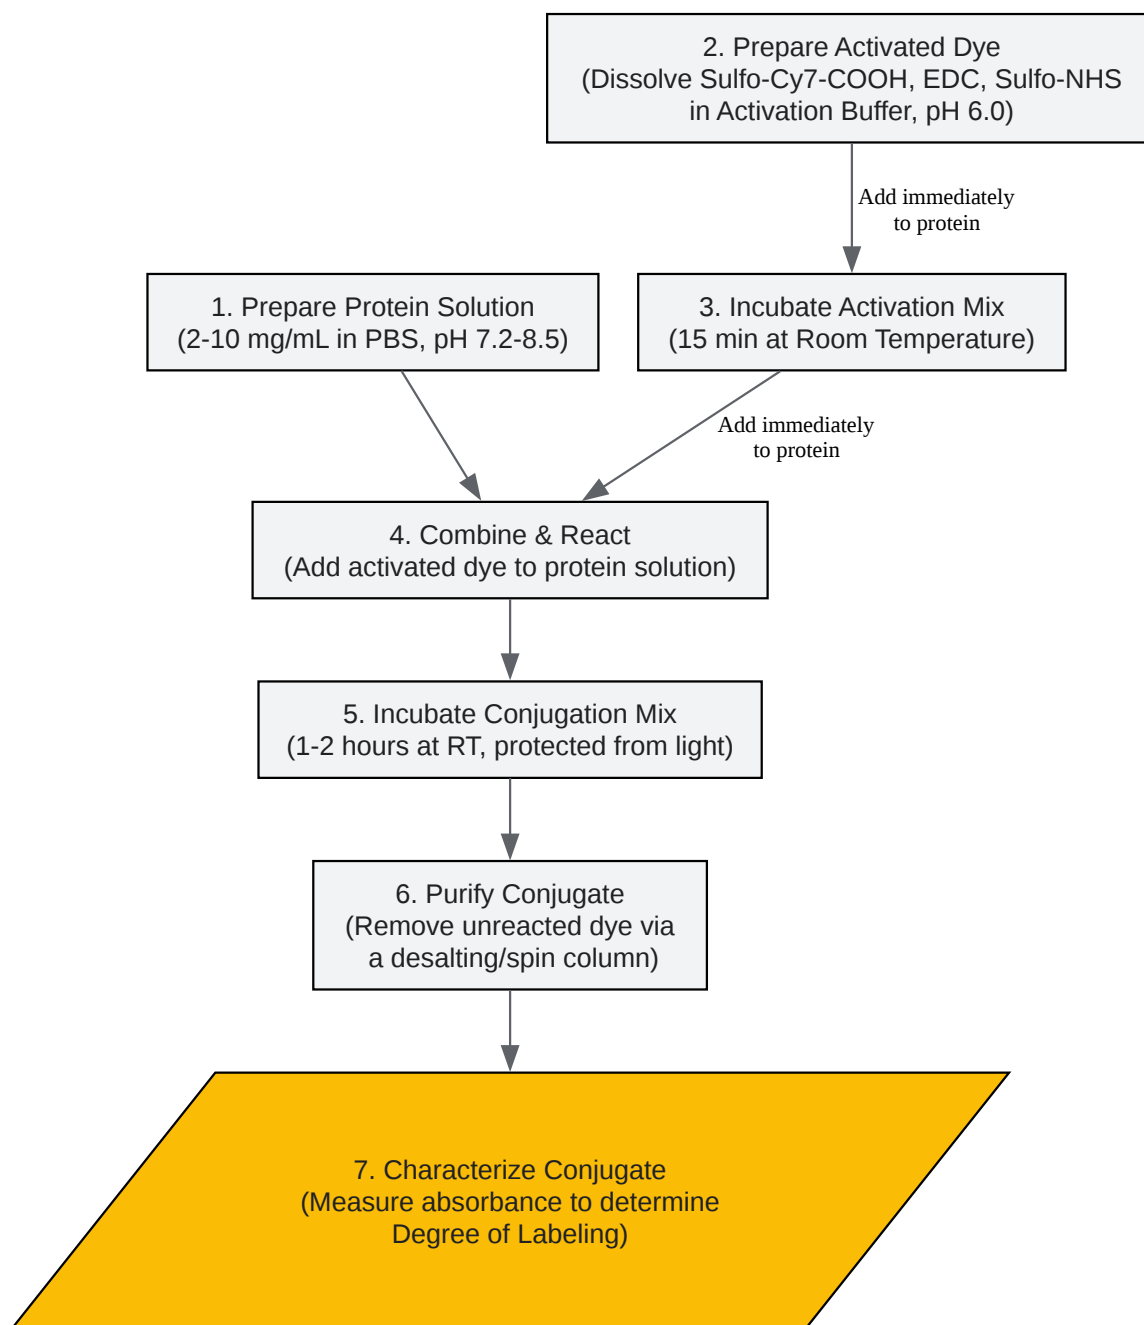 2. Prepare Activated Dye
(Dissolve Sulfo-Cy7-COOH, EDC, Sulfo-NHS
in Activation Buffer, pH 6.0)
Add immediately
to protein
1. Prepare Protein Solution
(2-10 mg/mL in PBS, pH 7.2-8.5)
3. Incubate Activation Mix
(15 min at Room Temperature)
Add immediately
to protein
4. Combine & React
(Add activated dye to protein solution)
5. Incubate Conjugation Mix
(1-2 hours at RT, protected from light)
6. Purify Conjugate
(Remove unreacted dye via
a desalting/spin column)
7. Characterize Conjugate
(Measure absorbance to determine
Degree of Labeling)